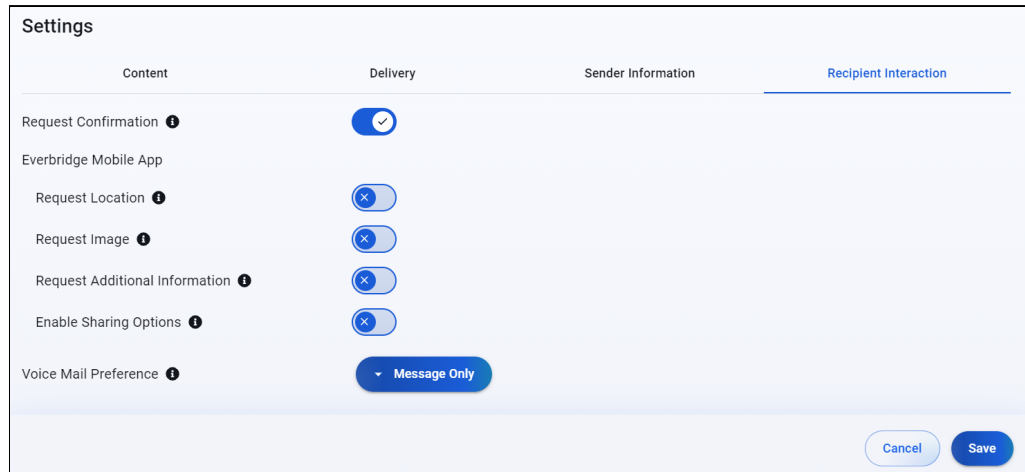 Settings
Content Delivery Sender Information Recipient Interaction
Request Confirmation
Everbridge Mobile App
Request Location
Request Image
Request Additional Information
Enable Sharing Options
Voice Mail Preference Message Only
Cancel Save